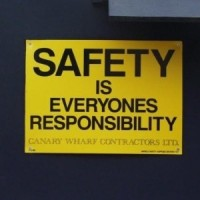 SAFETY
IS
EVERYONES
RESPONSIBILITY
CANARY WHARF CONTRACTORS LTD.